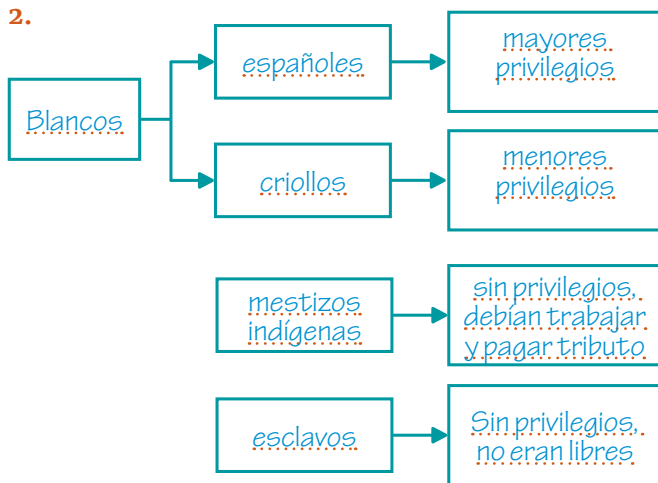 2.
Blancos
españoles
mayores
privilegios
criollos
menores
privilegios
mestizos
indígenas
sin privilegios,
debían trabajar
y pagar tributo
esclavos
Sin privilegios,
no eran libres